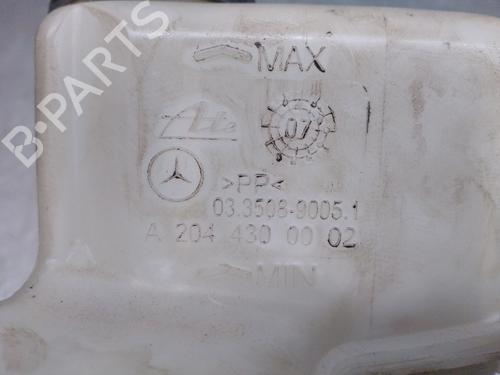 MAX
Ate
07
>PP<
03.3508-9005.1
A 204 430 00 02
MIN
B-PARTS